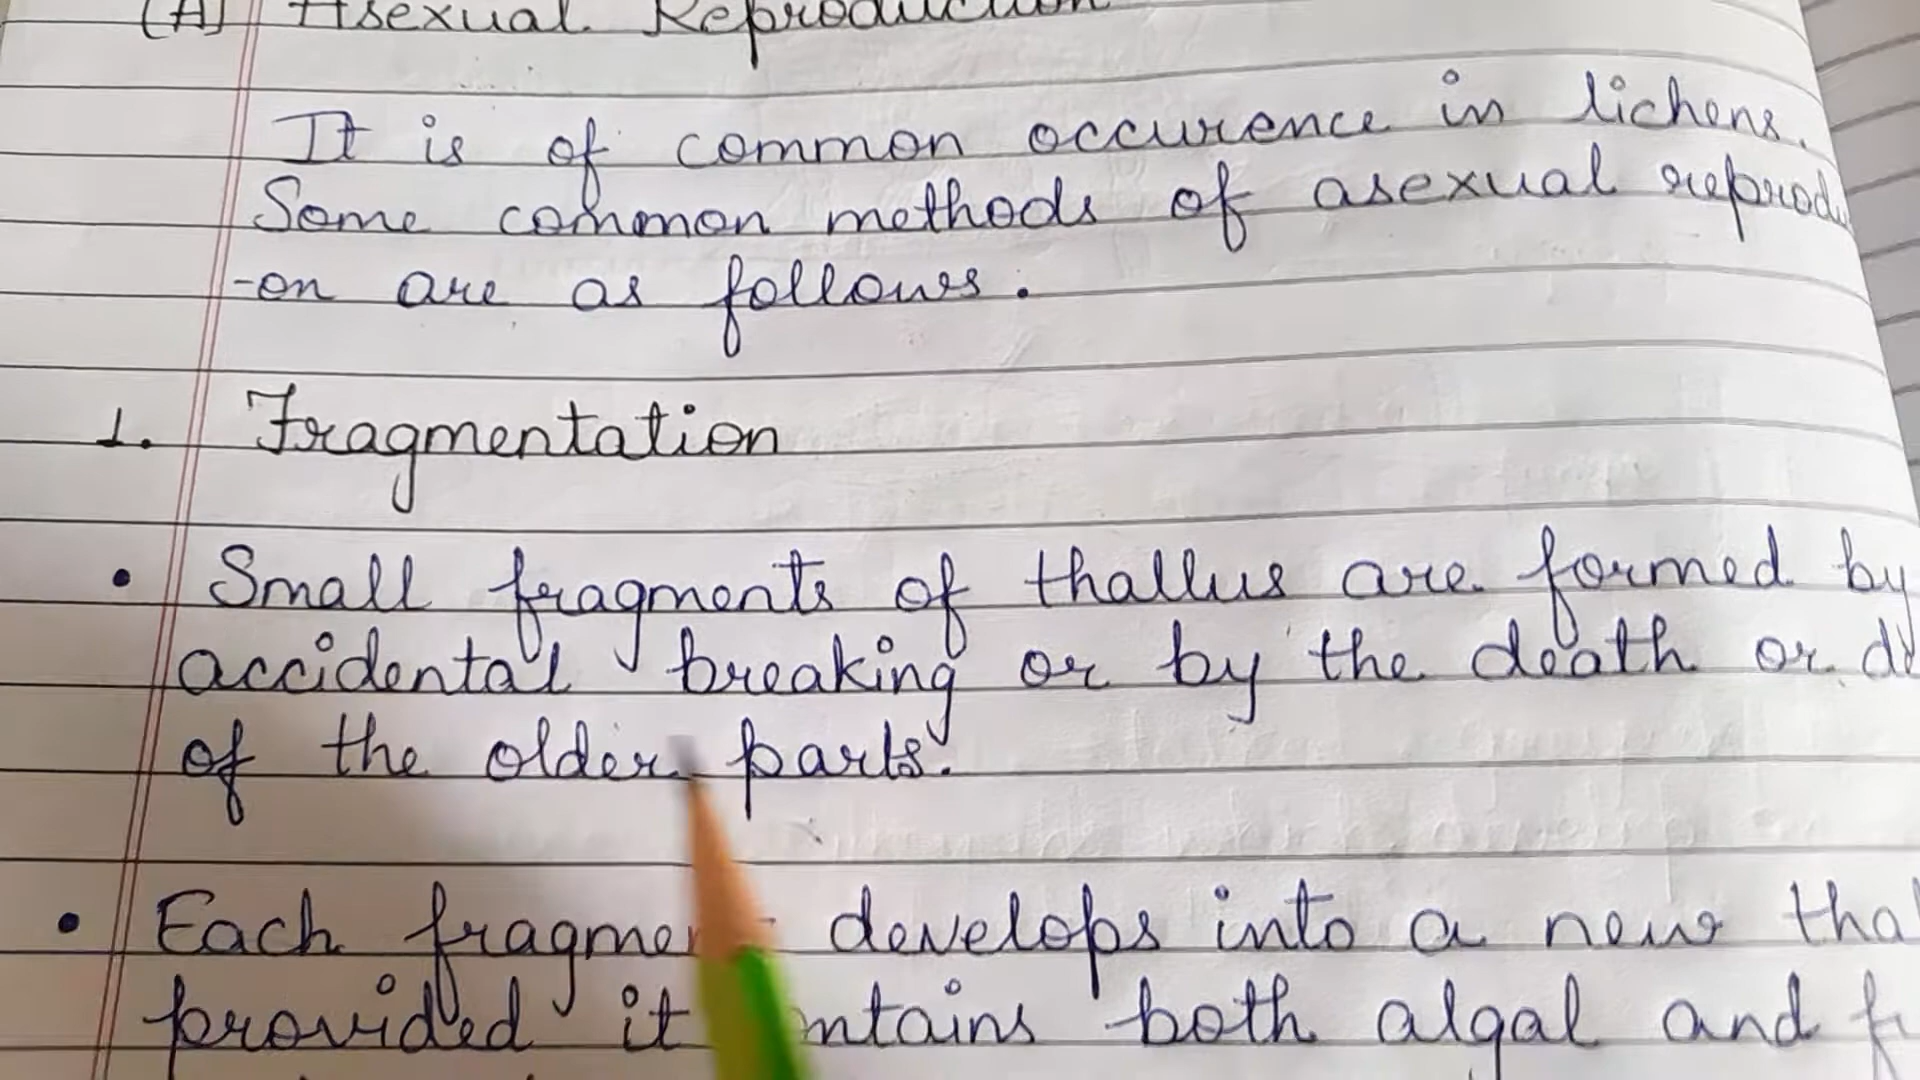 (A) Asexual Reproduction
It is of common occurence in lichens.
Some common methods of asexual reprodu
-on are as follows.
1. Fragmentation
• Small fragments of thallus are formed by
accidental breaking or by the death or
of the older parts.
• Each develops into a new
provided it both algal and